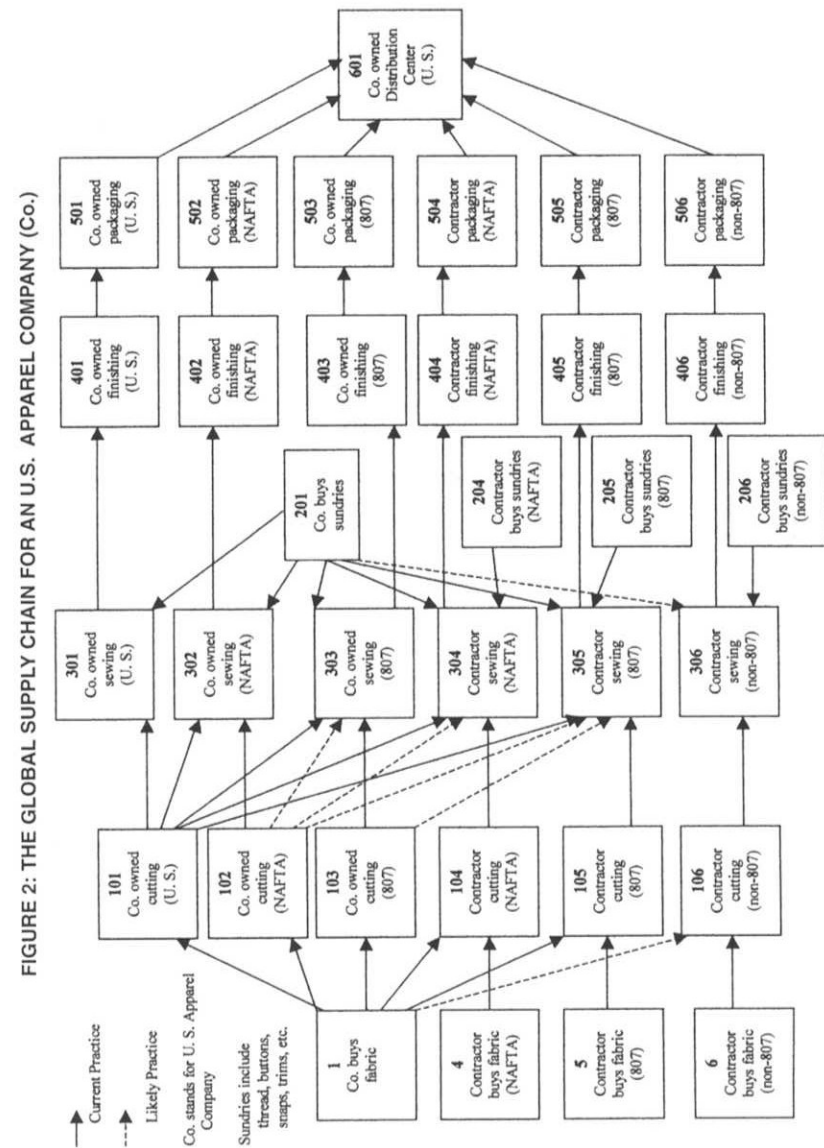 FIGURE 2: THE GLOBAL SUPPLY CHAIN FOR AN U.S. APPAREL COMPANY (Co.)
Current Practice
Likely Practice
Co. stands for U. S. Apparel
Company
Sundries include
thread, buttons,
snaps, trims, etc.
1
Co. buys
fabric
4
Contractor
buys fabric
(NAFTA)
5
Contractor
buys fabric
(807)
6
Contractor
buys fabric
(non-807)
101
Co. owned
cutting
(U. S.)
102
Co. owned
cutting
(NAFTA)
103
Co. owned
cutting
(807)
104
Contractor
cutting
(NAFTA)
105
Contractor
cutting
(807)
106
Contractor
cutting
(non-807)
301
Co. owned
sewing
(U. S.)
302
Co. owned
sewing
(NAFTA)
303
Co. owned
sewing
(807)
304
Contractor
sewing
(NAFTA)
305
Contractor
sewing
(807)
306
Contractor
sewing
(non-807)
201
Co. buys
sundries
204
Contractor
buys sundries
(NAFTA)
205
Contractor
buys sundries
(807)
206
Contractor
buys sundries
(non-807)
401
Co. owned
finishing
(U. S.)
402
Co. owned
finishing
(NAFTA)
403
Co. owned
finishing
(807)
404
Contractor
finishing
(NAFTA)
405
Contractor
finishing
(807)
406
Contractor
finishing
(non-807)
501
Co. owned
packaging
(U. S.)
502
Co. owned
packaging
(NAFTA)
503
Co. owned
packaging
(807)
504
Contractor
packaging
(NAFTA)
505
Contractor
packaging
(807)
506
Contractor
packaging
(non-807)
601
Co. owned
Distribution
Center
(U. S.)